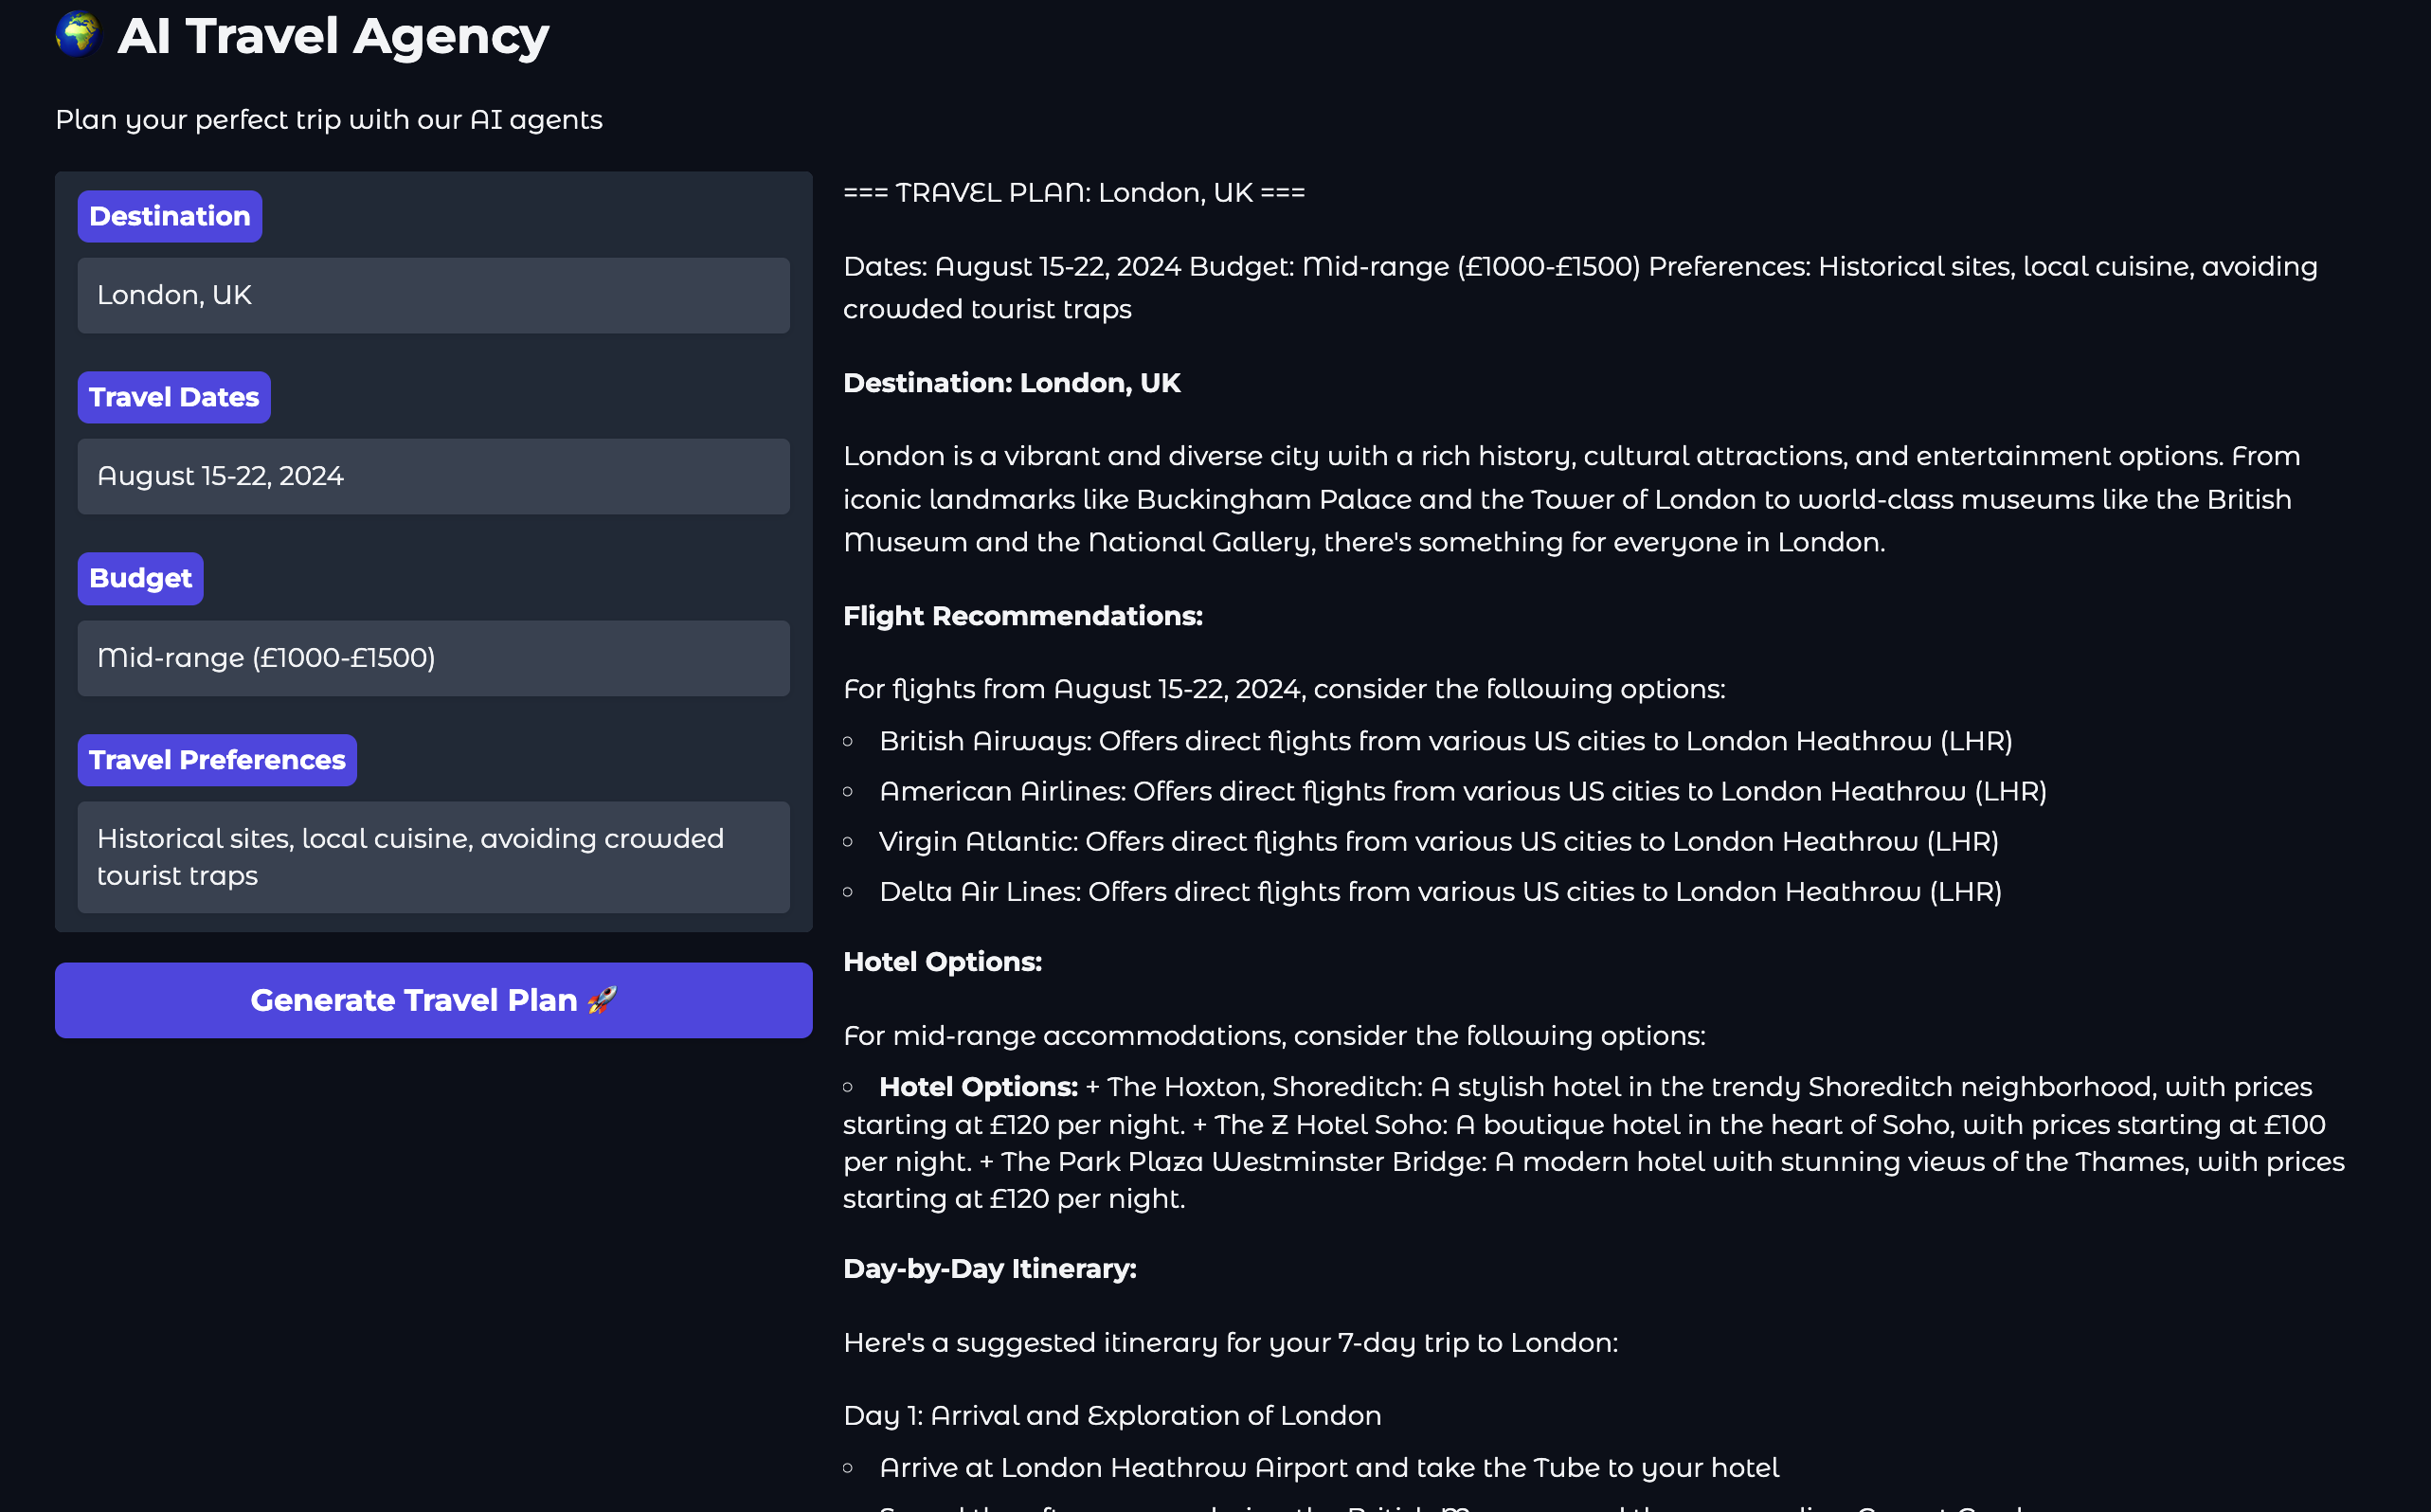 🌍 AI Travel Agency
Plan your perfect trip with our AI agents
Destination
London, UK
Travel Dates
August 15-22, 2024
Budget
Mid-range (£1000-£1500)
Travel Preferences
Historical sites, local cuisine, avoiding crowded
tourist traps
Generate Travel Plan 🚀
=== TRAVEL PLAN: London, UK ===
Dates: August 15-22, 2024 Budget: Mid-range (£1000-£1500) Preferences: Historical sites, local cuisine, avoiding
crowded tourist traps
Destination: London, UK
London is a vibrant and diverse city with a rich history, cultural attractions, and entertainment options. From
iconic landmarks like Buckingham Palace and the Tower of London to world-class museums like the British
Museum and the National Gallery, there's something for everyone in London.
Flight Recommendations:
For flights from August 15-22, 2024, consider the following options:
◦ British Airways: Offers direct flights from various US cities to London Heathrow (LHR)
◦ American Airlines: Offers direct flights from various US cities to London Heathrow (LHR)
◦ Virgin Atlantic: Offers direct flights from various US cities to London Heathrow (LHR)
◦ Delta Air Lines: Offers direct flights from various US cities to London Heathrow (LHR)
Hotel Options:
For mid-range accommodations, consider the following options:
◦ Hotel Options: + The Hoxton, Shoreditch: A stylish hotel in the trendy Shoreditch neighborhood, with prices
starting at £120 per night. + The Z Hotel Soho: A boutique hotel in the heart of Soho, with prices starting at £100
per night. + The Park Plaza Westminster Bridge: A modern hotel with stunning views of the Thames, with prices
starting at £120 per night.
Day-by-Day Itinerary:
Here's a suggested itinerary for your 7-day trip to London:
Day 1: Arrival and Exploration of London
◦ Arrive at London Heathrow Airport and take the Tube to your hotel